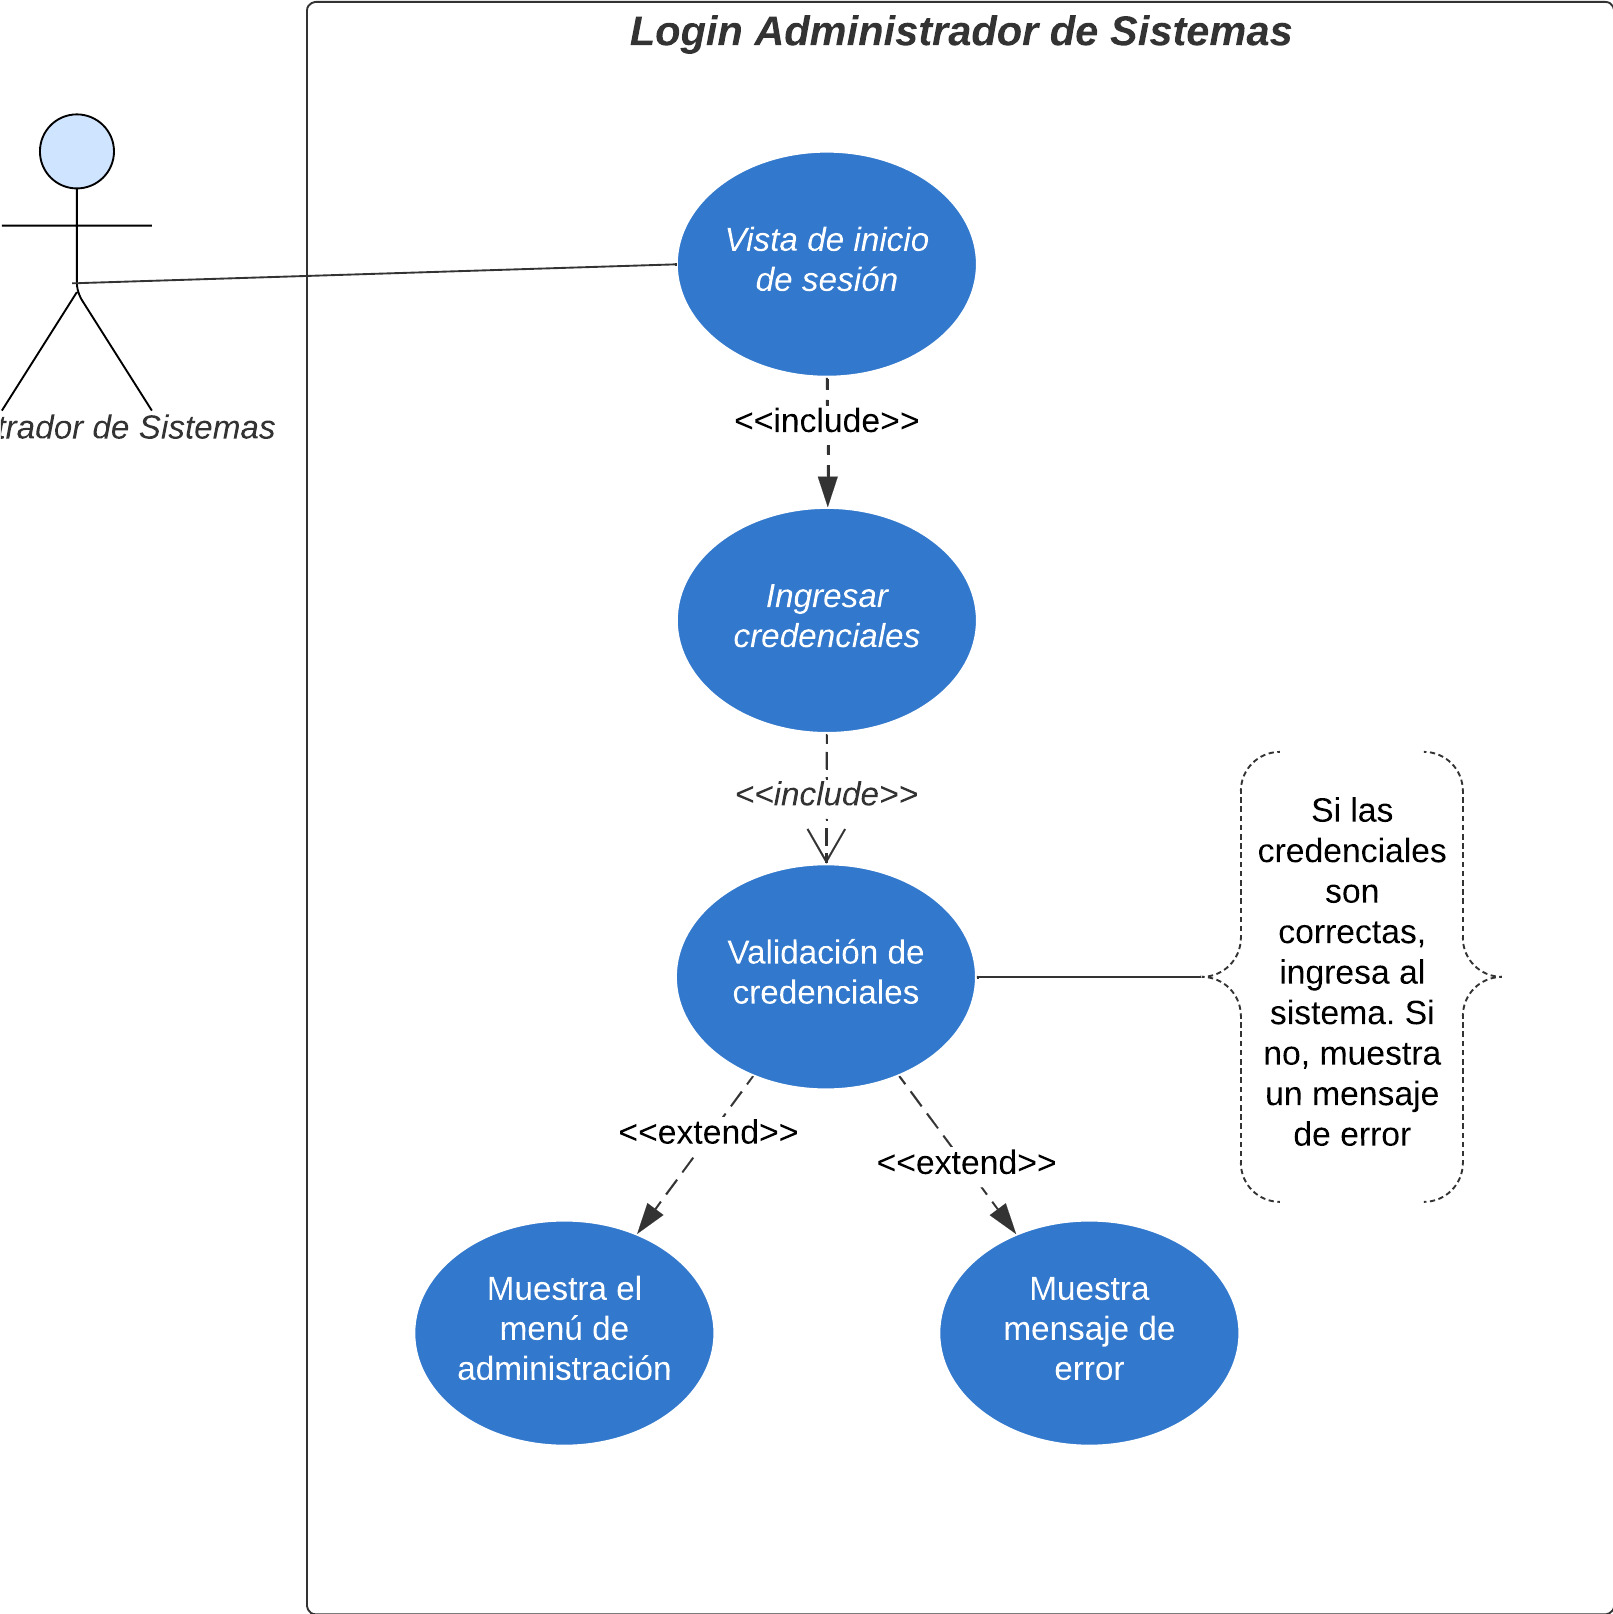 Login Administrador de Sistemas
Vista de inicio
de sesión
<<include>>
trador de Sistemas
Ingresar
credenciales
<<include>>
Si las
credenciales
son
correctas,
ingresa al
sistema. Si
no, muestra
un mensaje
de error
Validación de
credenciales
<<extend>>
<<extend>>
Muestra el
menú de
administración
Muestra
mensaje de
error